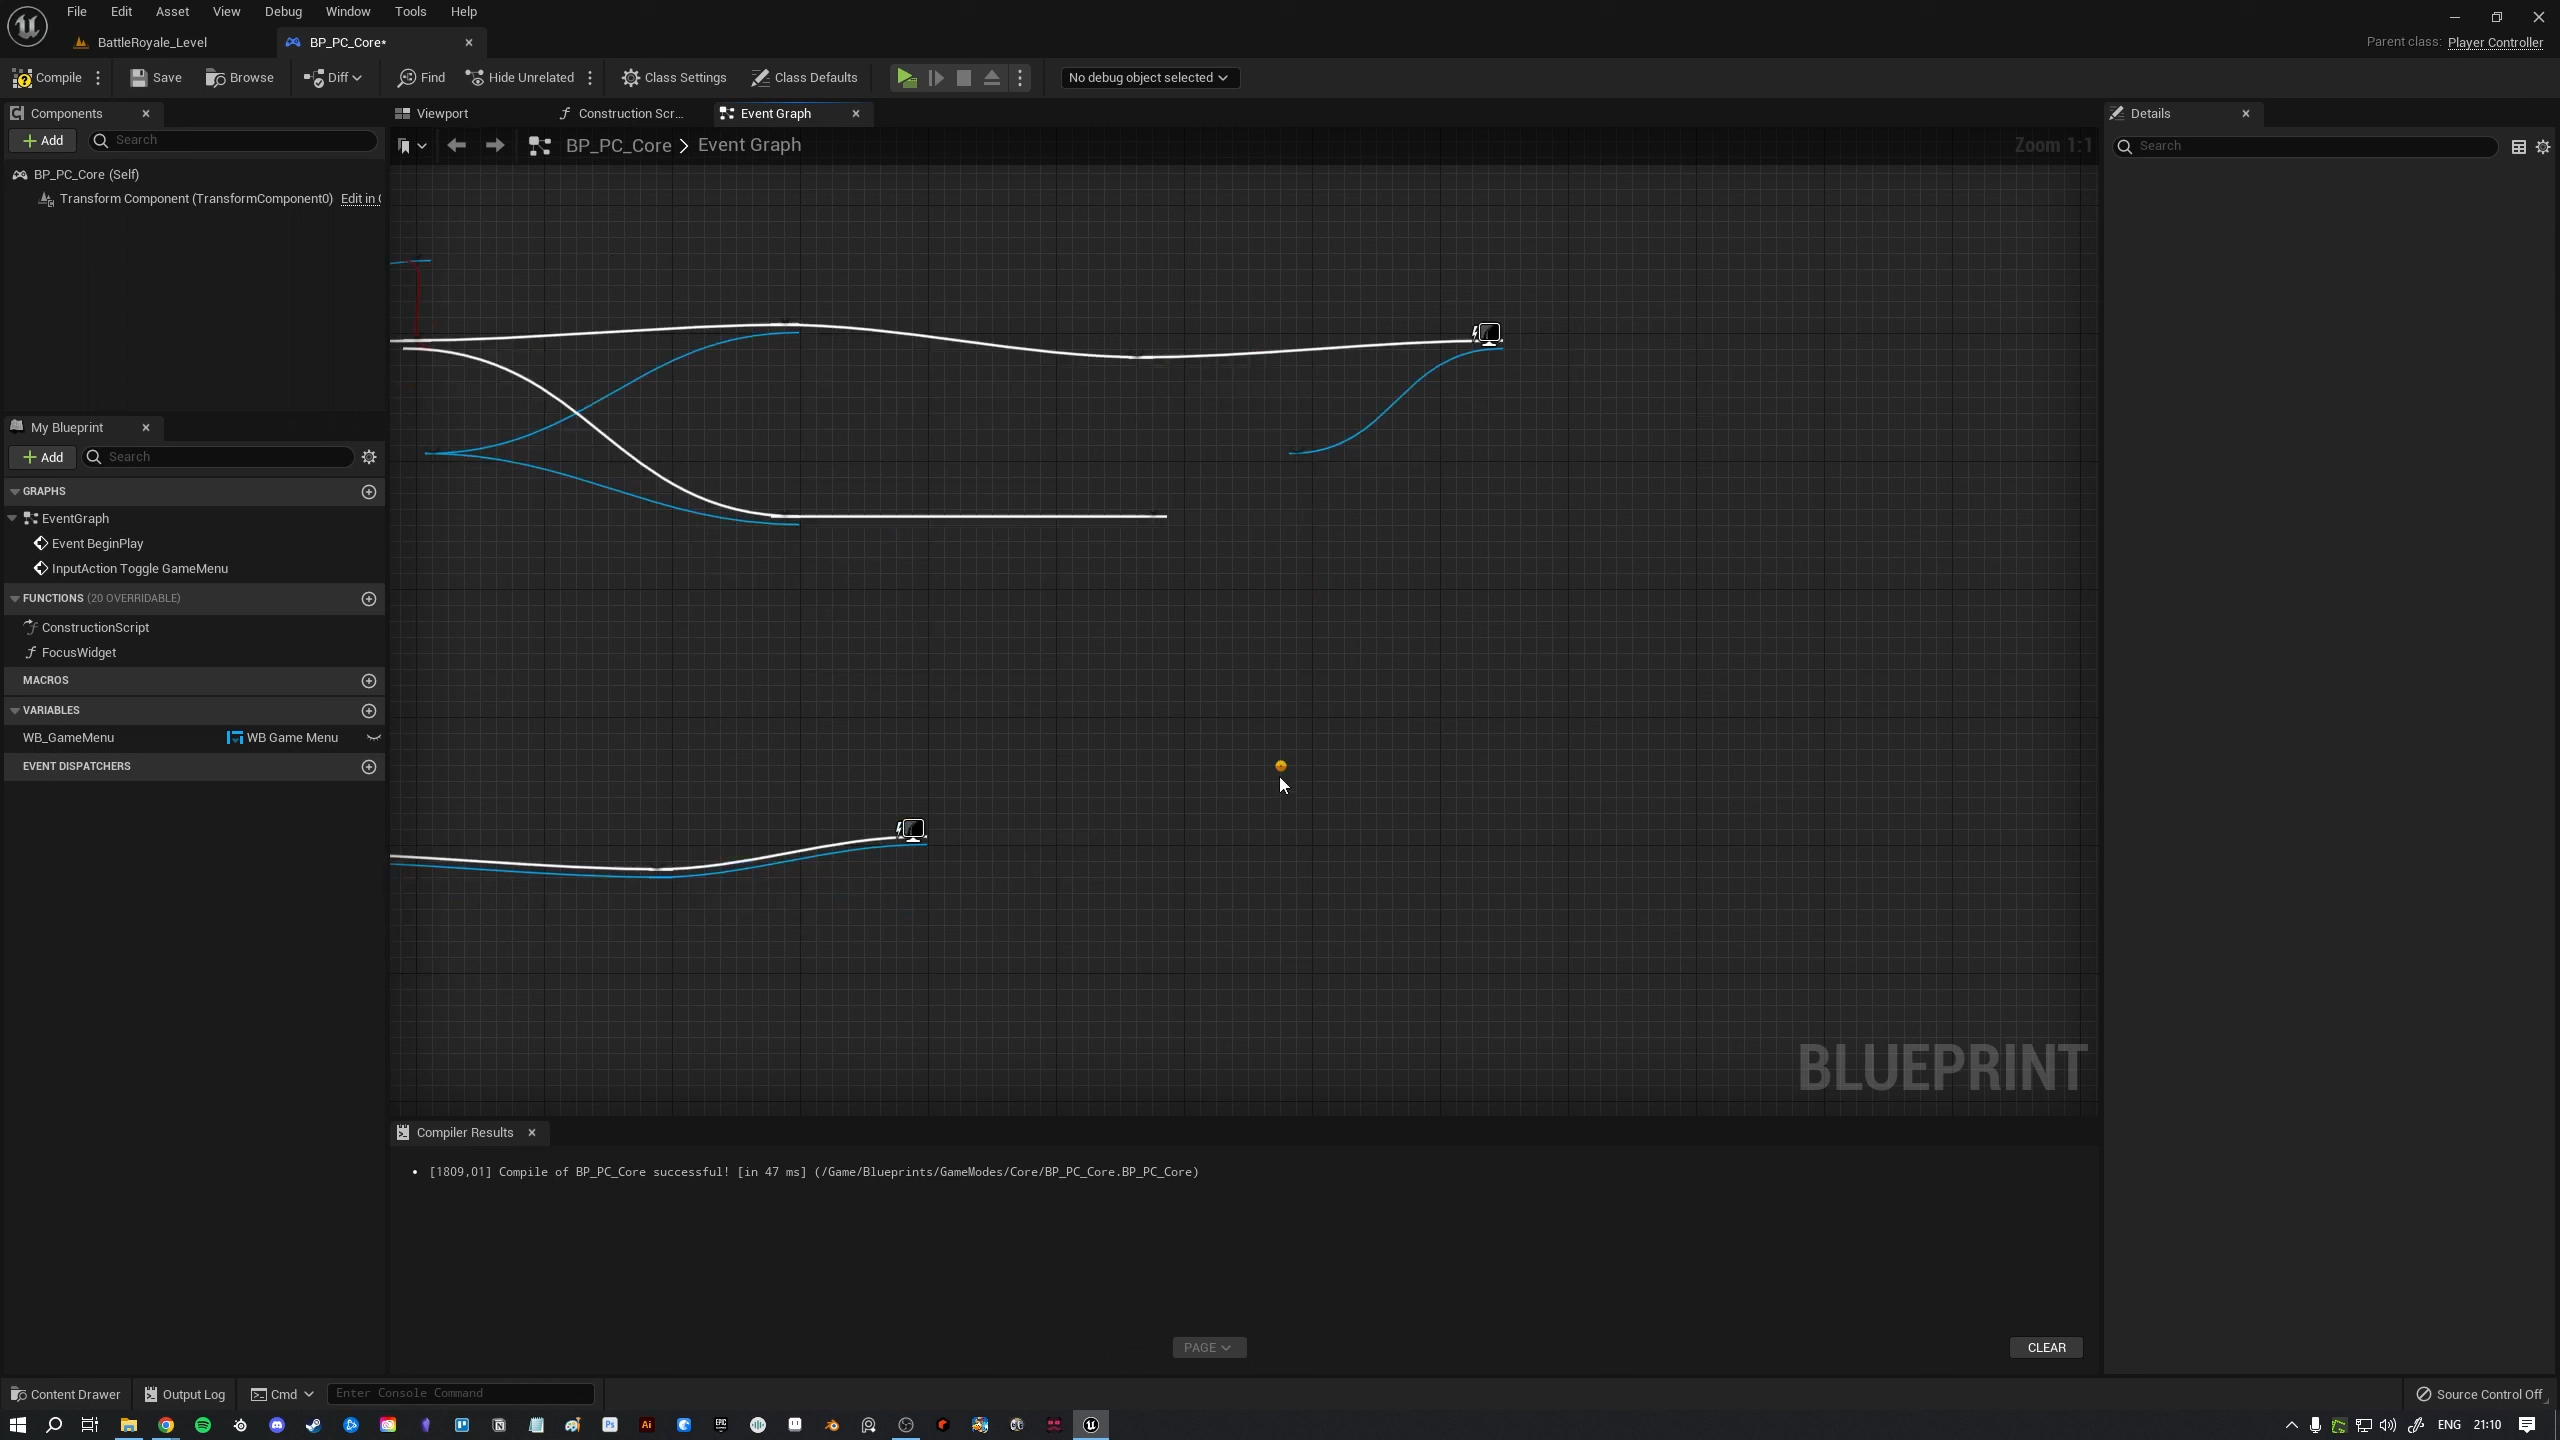 File Edit Asset View Debug Window Tools Help
BattleRoyale_Level
BP_PC_Core*
Parent class: Player Controller
Compile Save Browse Diff Find Hide Unrelated Class Settings Class Defaults No debug object selected
Components
Viewport Construction Scr... Event Graph
Details
Add Search
BP_PC_Core > Event Graph
Zoom 1:1
Search
BP_PC_Core (Self)
Transform Component (TransformComponent0) Edit in C
My Blueprint
Add Search
GRAPHS
EventGraph
Event BeginPlay
InputAction Toggle GameMenu
FUNCTIONS (20 OVERRIDABLE)
ConstructionScript
FocusWidget
MACROS
VARIABLES
WB_GameMenu WB Game Menu
EVENT DISPATCHERS
BLUEPRINT
Compiler Results
[1809,01] Compile of BP_PC_Core successful! [in 47 ms] (/Game/Blueprints/GameModes/Core/BP_PC_Core.BP_PC_Core)
PAGE
CLEAR
Content Drawer Output Log Cmd Enter Console Command
Source Control Off
ENG 21:10